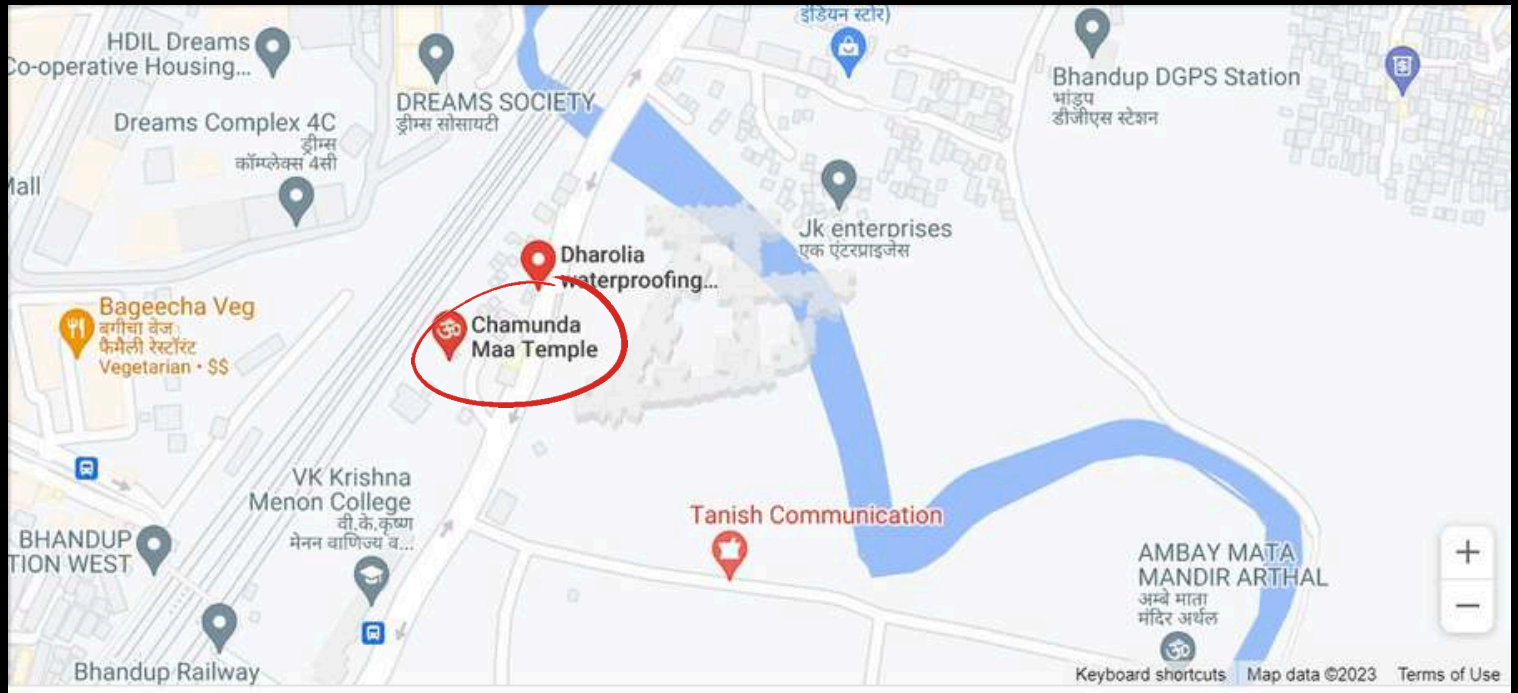 HDIL Dreams
Co-operative Housing...
DREAMS SOCIETY
ड्रीम्स सोसायटी
इंडियन स्टोर)
Bhandup DGPS Station
भांडुप
डीजीएस स्टेशन
Dreams Complex 4C
ड्रीम्स
कॉम्प्लेक्स 4सी
Mall
Jk enterprises
एक एंटरप्राइजेस
Dharolia
waterproofing...
Chamunda
Maa Temple
Bageecha Veg
बगीचा वेज
फैमैली रेस्टॉरंट
Vegetarian • $$
VK Krishna
Menon College
वी.के.कृष्ण
मेनन वाणिज्य व...
Tanish Communication
BHANDUP
TION WEST
AMBAY MATA
MANDIR ARTHAL
अम्बे माता
मंदिर अर्थल
Bhandup Railway
+
−
Keyboard shortcuts Map data ©2023 Terms of Use